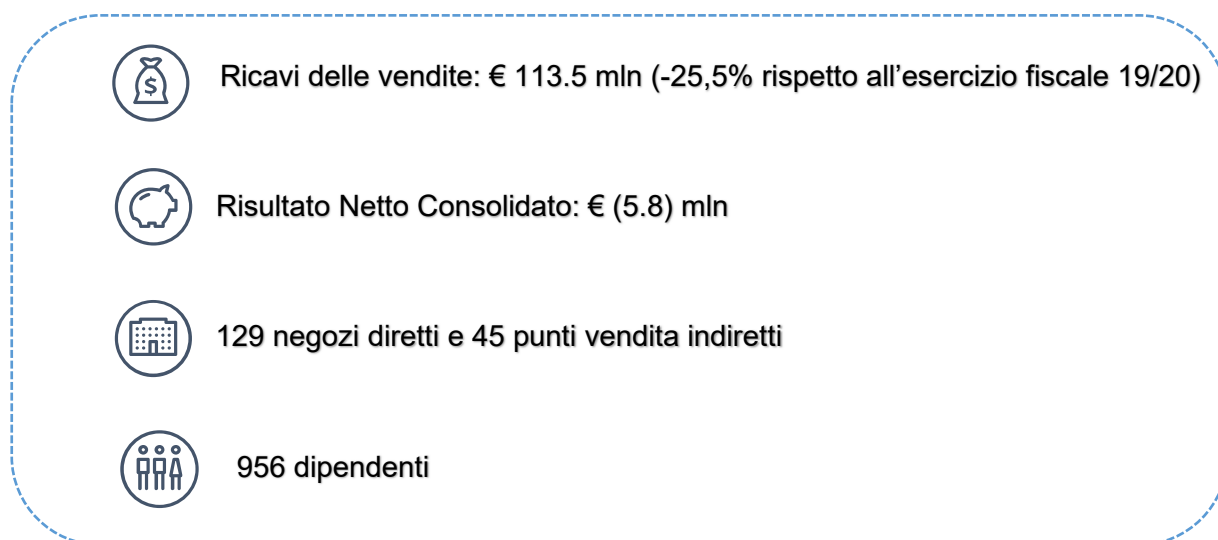 Ricavi delle vendite: € 113.5 mln (-25,5% rispetto all’esercizio fiscale 19/20)
Risultato Netto Consolidato: € (5.8) mln
129 negozi diretti e 45 punti vendita indiretti
956 dipendenti